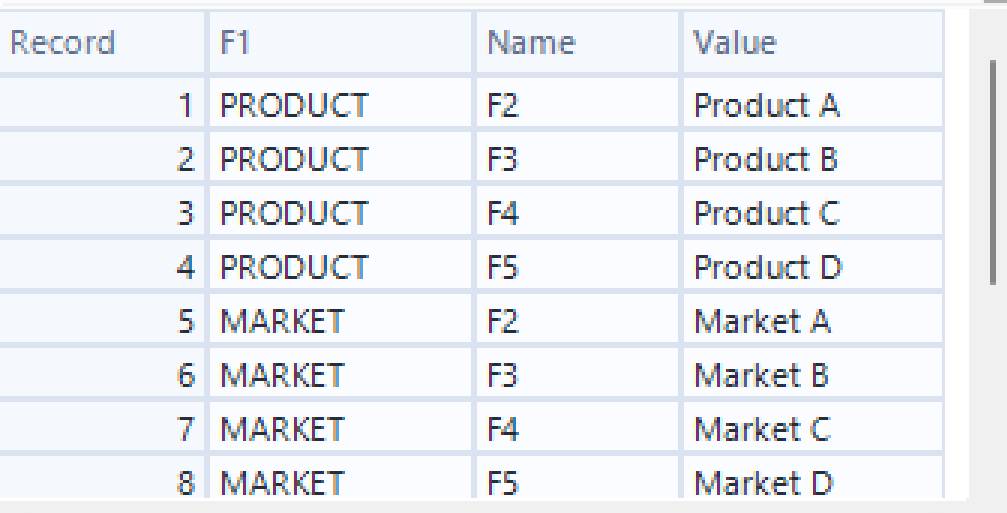 Record F1 Name Value
1 PRODUCT F2 Product A
2 PRODUCT F3 Product B
3 PRODUCT F4 Product C
4 PRODUCT F5 Product D
5 MARKET F2 Market A
6 MARKET F3 Market B
7 MARKET F4 Market C
8 MARKET F5 Market D